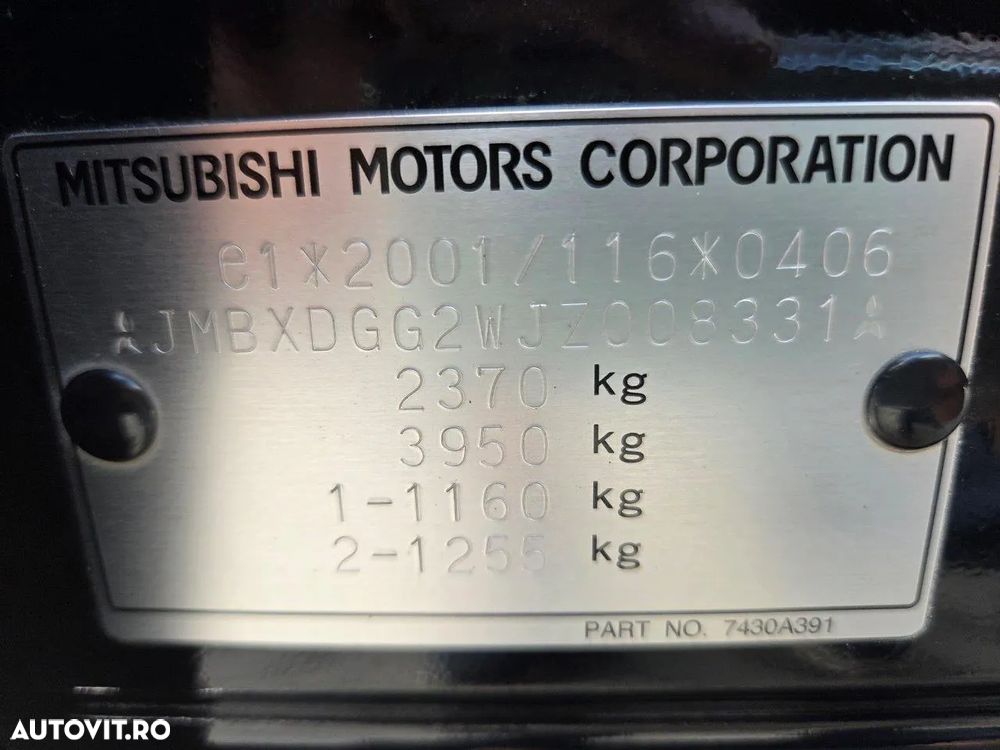 MITSUBISHI MOTORS CORPORATION
e1*2001/116*0406
JMBXDGG2WJZ008331
2370 kg
3950 kg
1-1160 kg
2-1255 kg
PART NO. 7430A391
AUTOVIT.RO